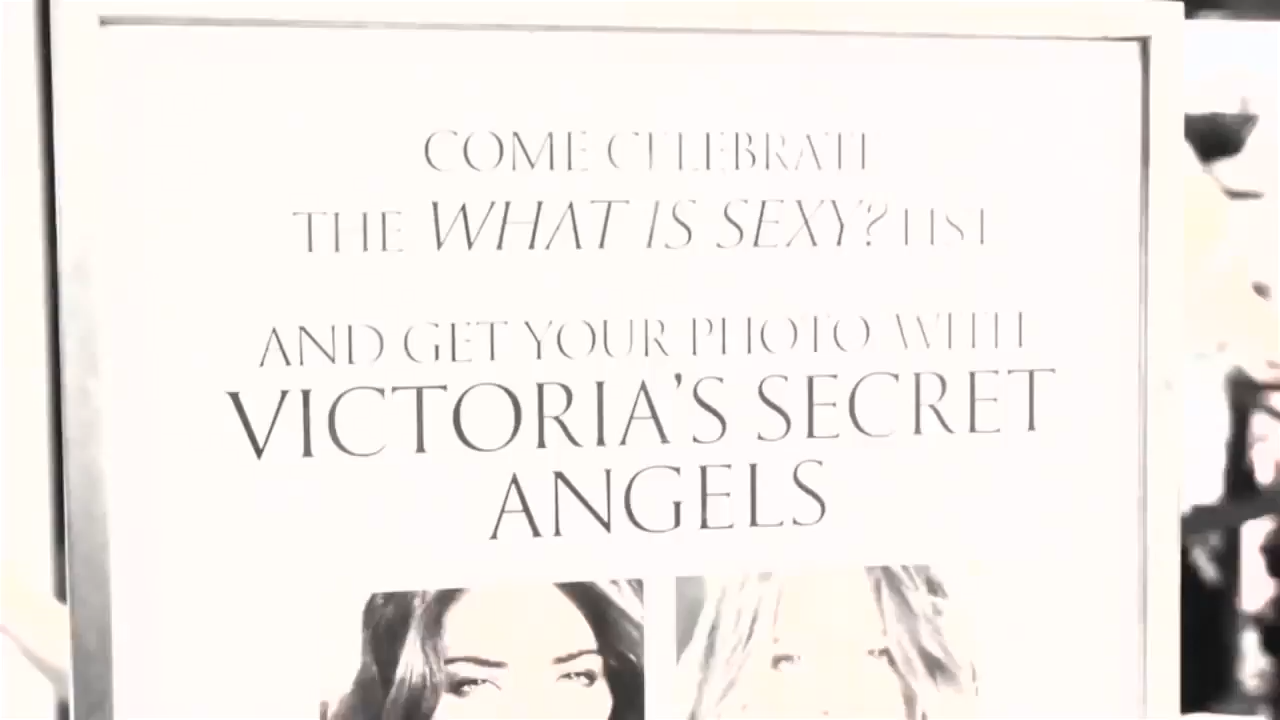 COME CELEBRATE
THE WHAT IS SEXY? LIST
AND GET YOUR PHOTO WITH
VICTORIA'S SECRET
ANGELS